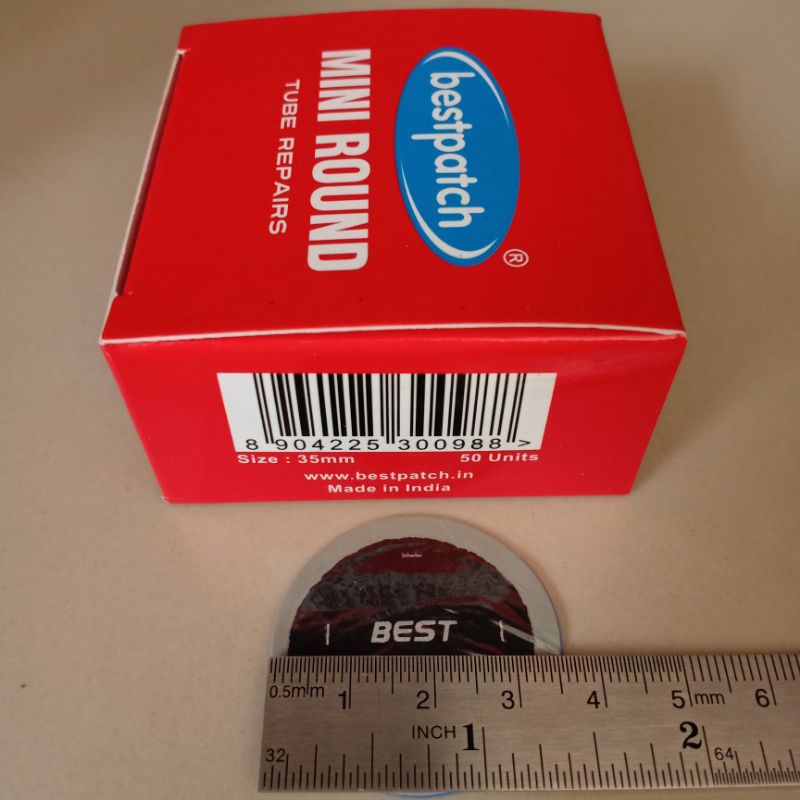 bestpatch®
MINI ROUND
TUBE REPAIRS
8 904225 300988 >
Size : 35mm 50 Units
www.bestpatch.in
Made in India
BEST
0.5mm 1 2 3 4 5 mm 6
INCH 1 2
32 64